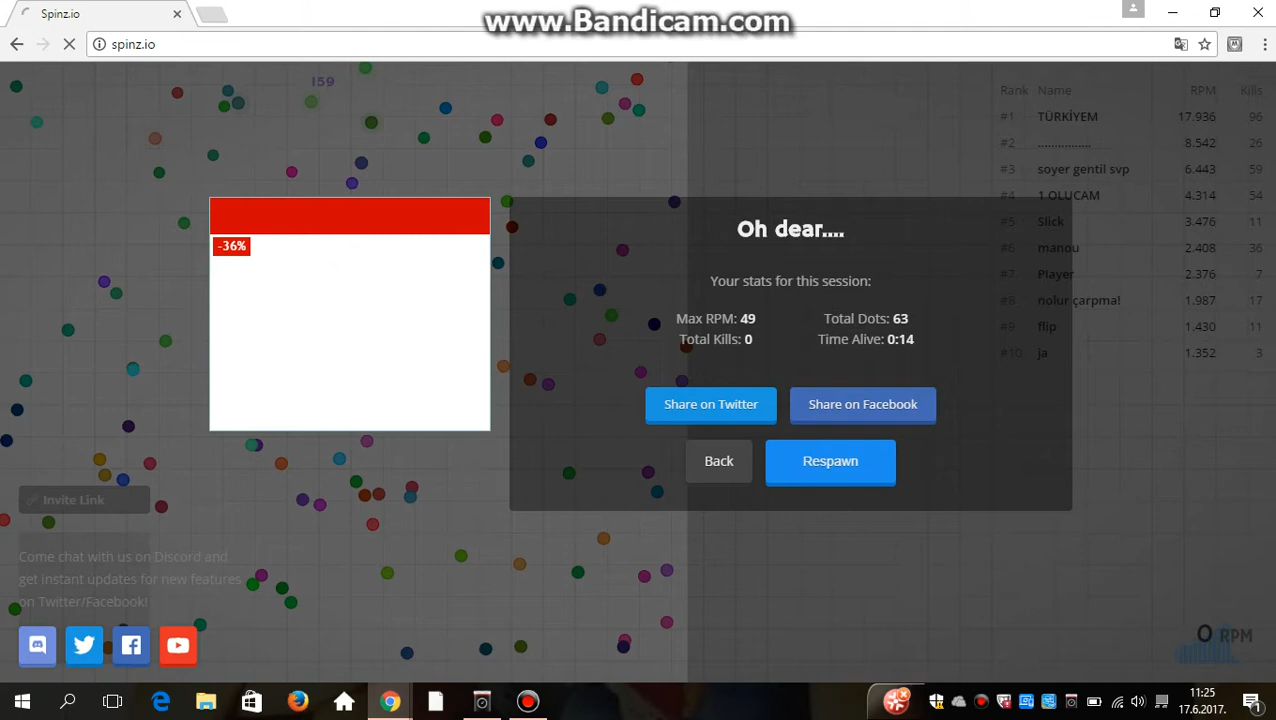 Spinz.io
www.Bandicam.com
spinz.io
159
Rank Name RPM Kills
#1 TÜRKİYEM 17.936 96
#2 ................. 8.542 26
#3 soyer gentil svp 6.443 59
#4 1 OLUCAM 4.314 54
#5 Slick 3.476 11
#6 manou 2.408 36
#7 Player 2.376 7
#8 nolur çarpma! 1.987 17
#9 flip 1.430 11
#10 ja 1.352 3
-36%
Oh dear....
Your stats for this session:
Max RPM: 49 Total Dots: 63
Total Kills: 0 Time Alive: 0:14
Share on Twitter Share on Facebook
Back Respawn
Invite Link
Come chat with us on Discord and
get instant updates for new features
on Twitter/Facebook!
0 RPM
11:25
17.6.2017.
1